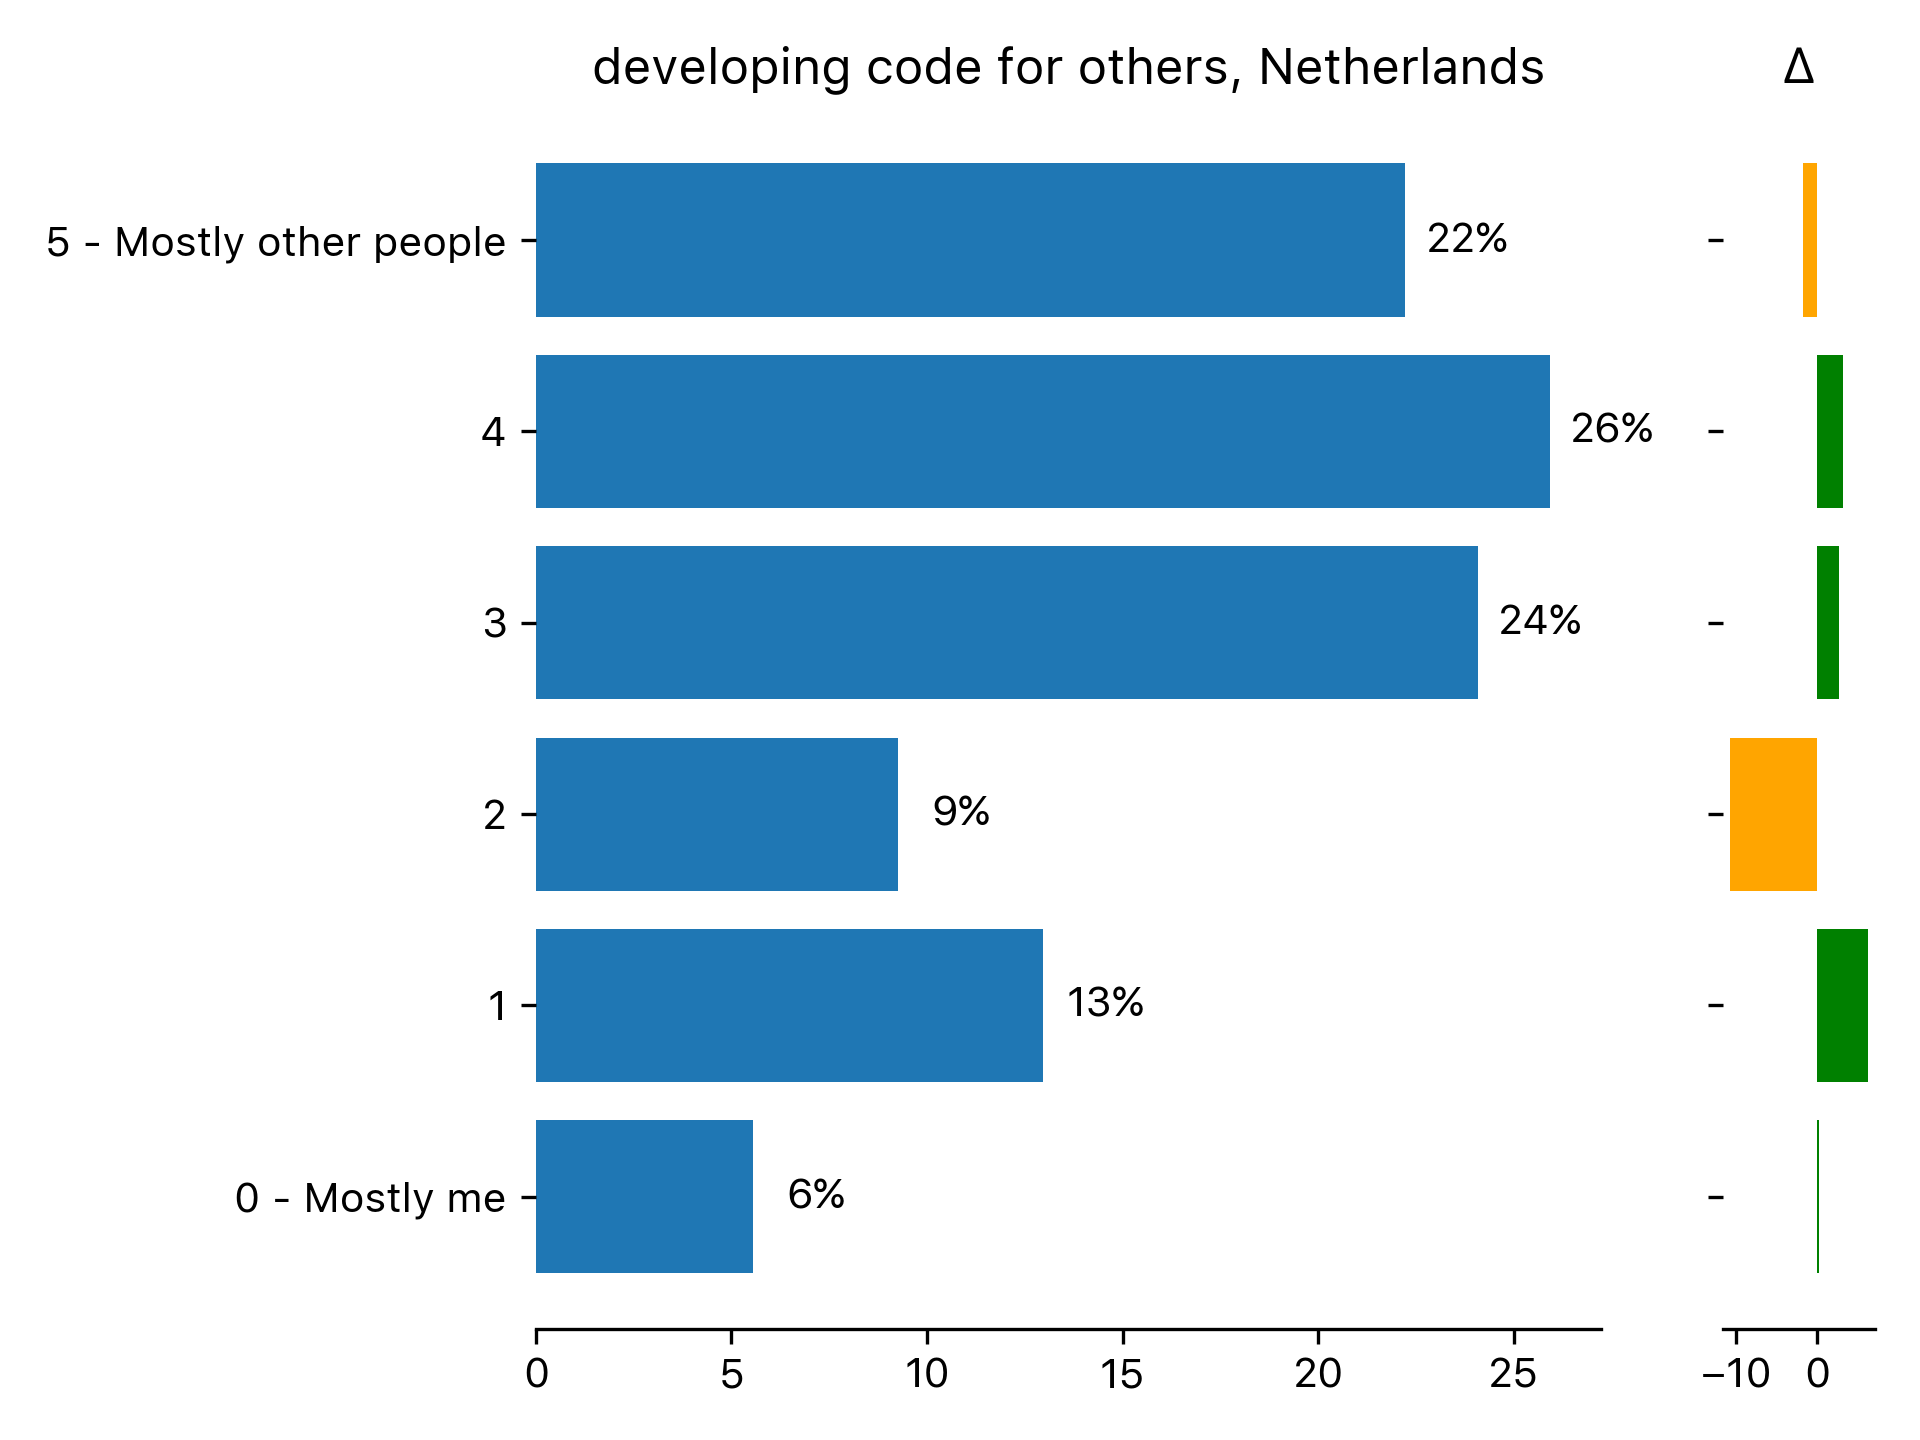 developing code for others, Netherlands
Δ
5 - Mostly other people
22%
4
26%
3
24%
2
9%
1
13%
0 - Mostly me
6%
0 5 10 15 20 25
−10 0